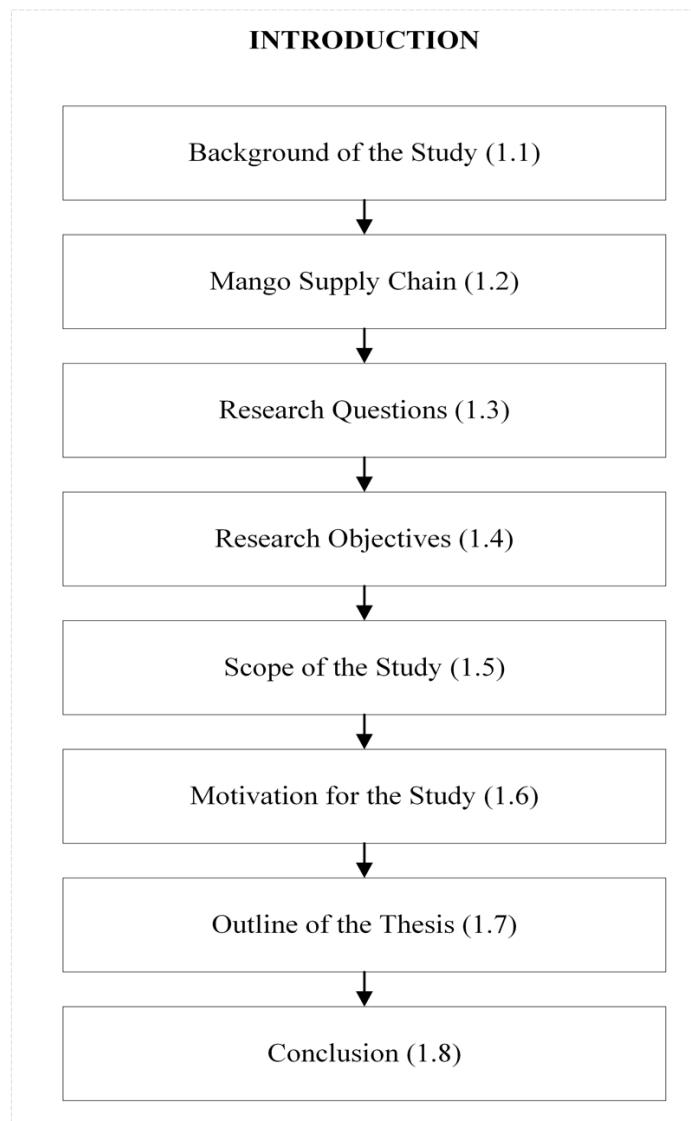 INTRODUCTION
Background of the Study (1.1)
Mango Supply Chain (1.2)
Research Questions (1.3)
Research Objectives (1.4)
Scope of the Study (1.5)
Motivation for the Study (1.6)
Outline of the Thesis (1.7)
Conclusion (1.8)